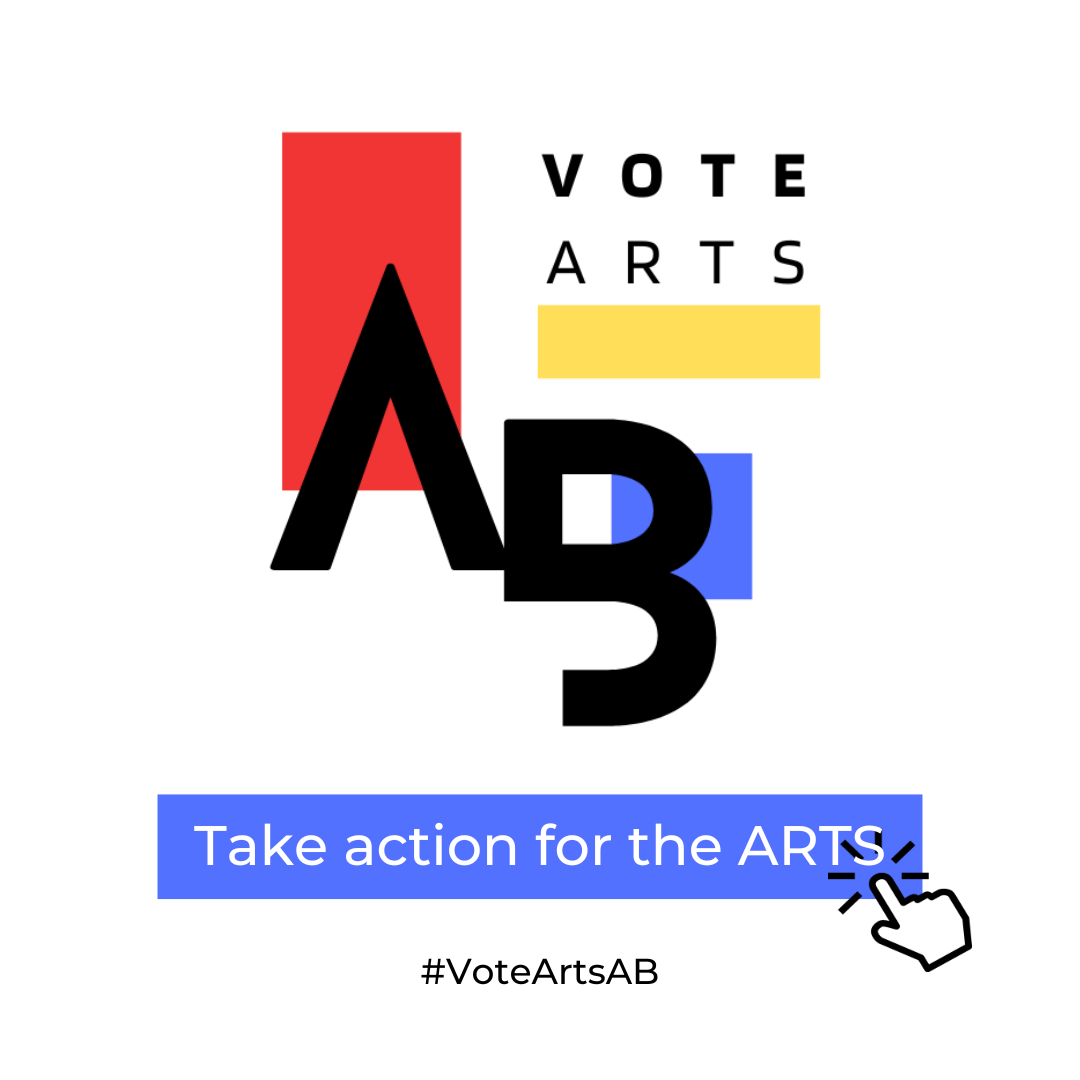 VOTE
ARTS
AB
Take action for the ARTS
#VoteArtsAB